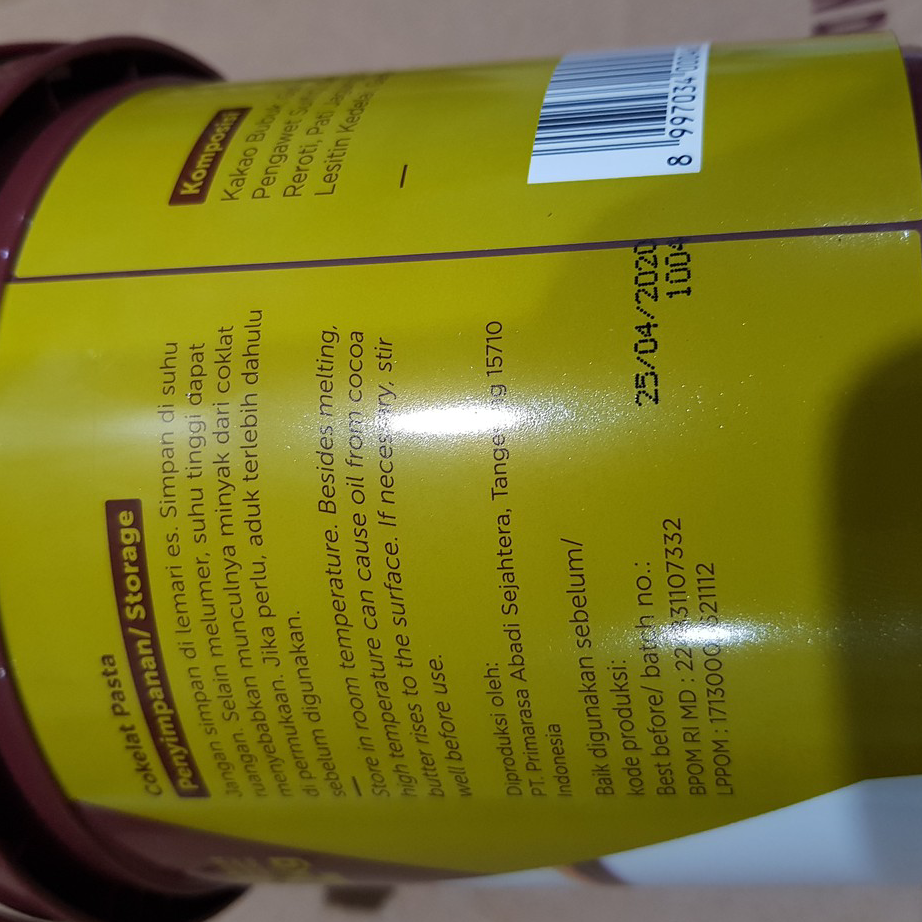 Cokelat Pasta
Penyimpanan/ Storage
Jangan simpan di lemari es. Simpan di suhu
ruangan. Selain melumer, suhu tinggi dapat
menyebabkan munculnya minyak dari coklat
di permukaan. Jika perlu, aduk terlebih dahulu
sebelum di gunakan.
—
Store in room temperature. Besides melting,
high temperature can cause oil from cocoa
butter rises to the surface. If necessary, stir
well before use.
Diproduksi oleh:
PT. Primarasa Abadi Sejahtera, 15710
Indonesia
Baik digunakan sebelum/
kode produksi:
Best before/ batch no.:
25/04/2020
1004
BPOM RI MD :
LPPOM :
Komposisi
Kakao Bubuk
Pengawet
Reroti, Pati
Lesitin Kedelai
—
8 997034